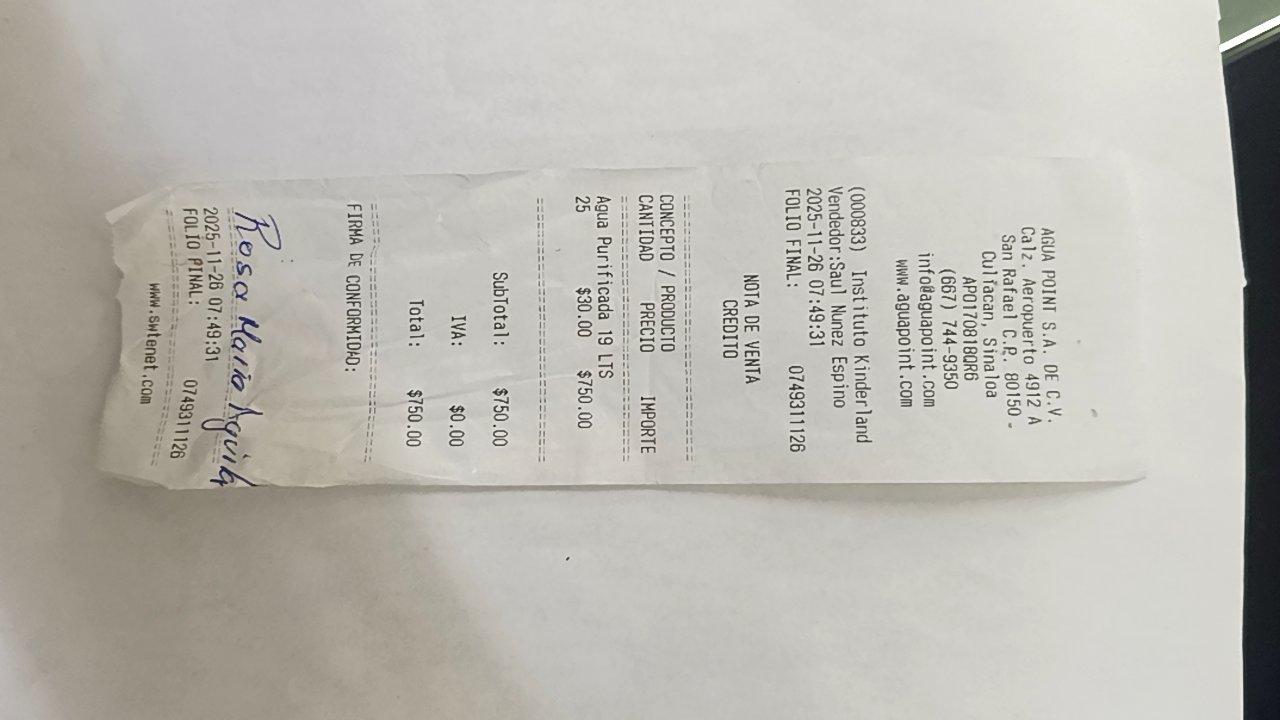 AGUA POINT S.A. DE C.V.
Calz. Aeropuerto 4912 A
San Rafael C.P. 80150 -
Culiacan, Sinaloa
APO170818QR6
(667) 744-9350
info@aguapoint.com
www.aguapoint.com
(000833) Instituto Kinderland
Vendedor:Saul Nunez Espino
2025-11-26 07:49:31
FOLIO FINAL: 0749311126
NOTA DE VENTA
CREDITO
CONCEPTO / PRODUCTO
CANTIDAD PRECIO IMPORTE
Agua Purificada 19 LTS
25 $30.00 $750.00
SubTotal: $750.00
IVA: $0.00
Total: $750.00
FIRMA DE CONFORMIDAD:
Rosa Maria Aguila
2025-11-26 07:49:31
FOLIO FINAL: 0749311126
www.swtenet.com